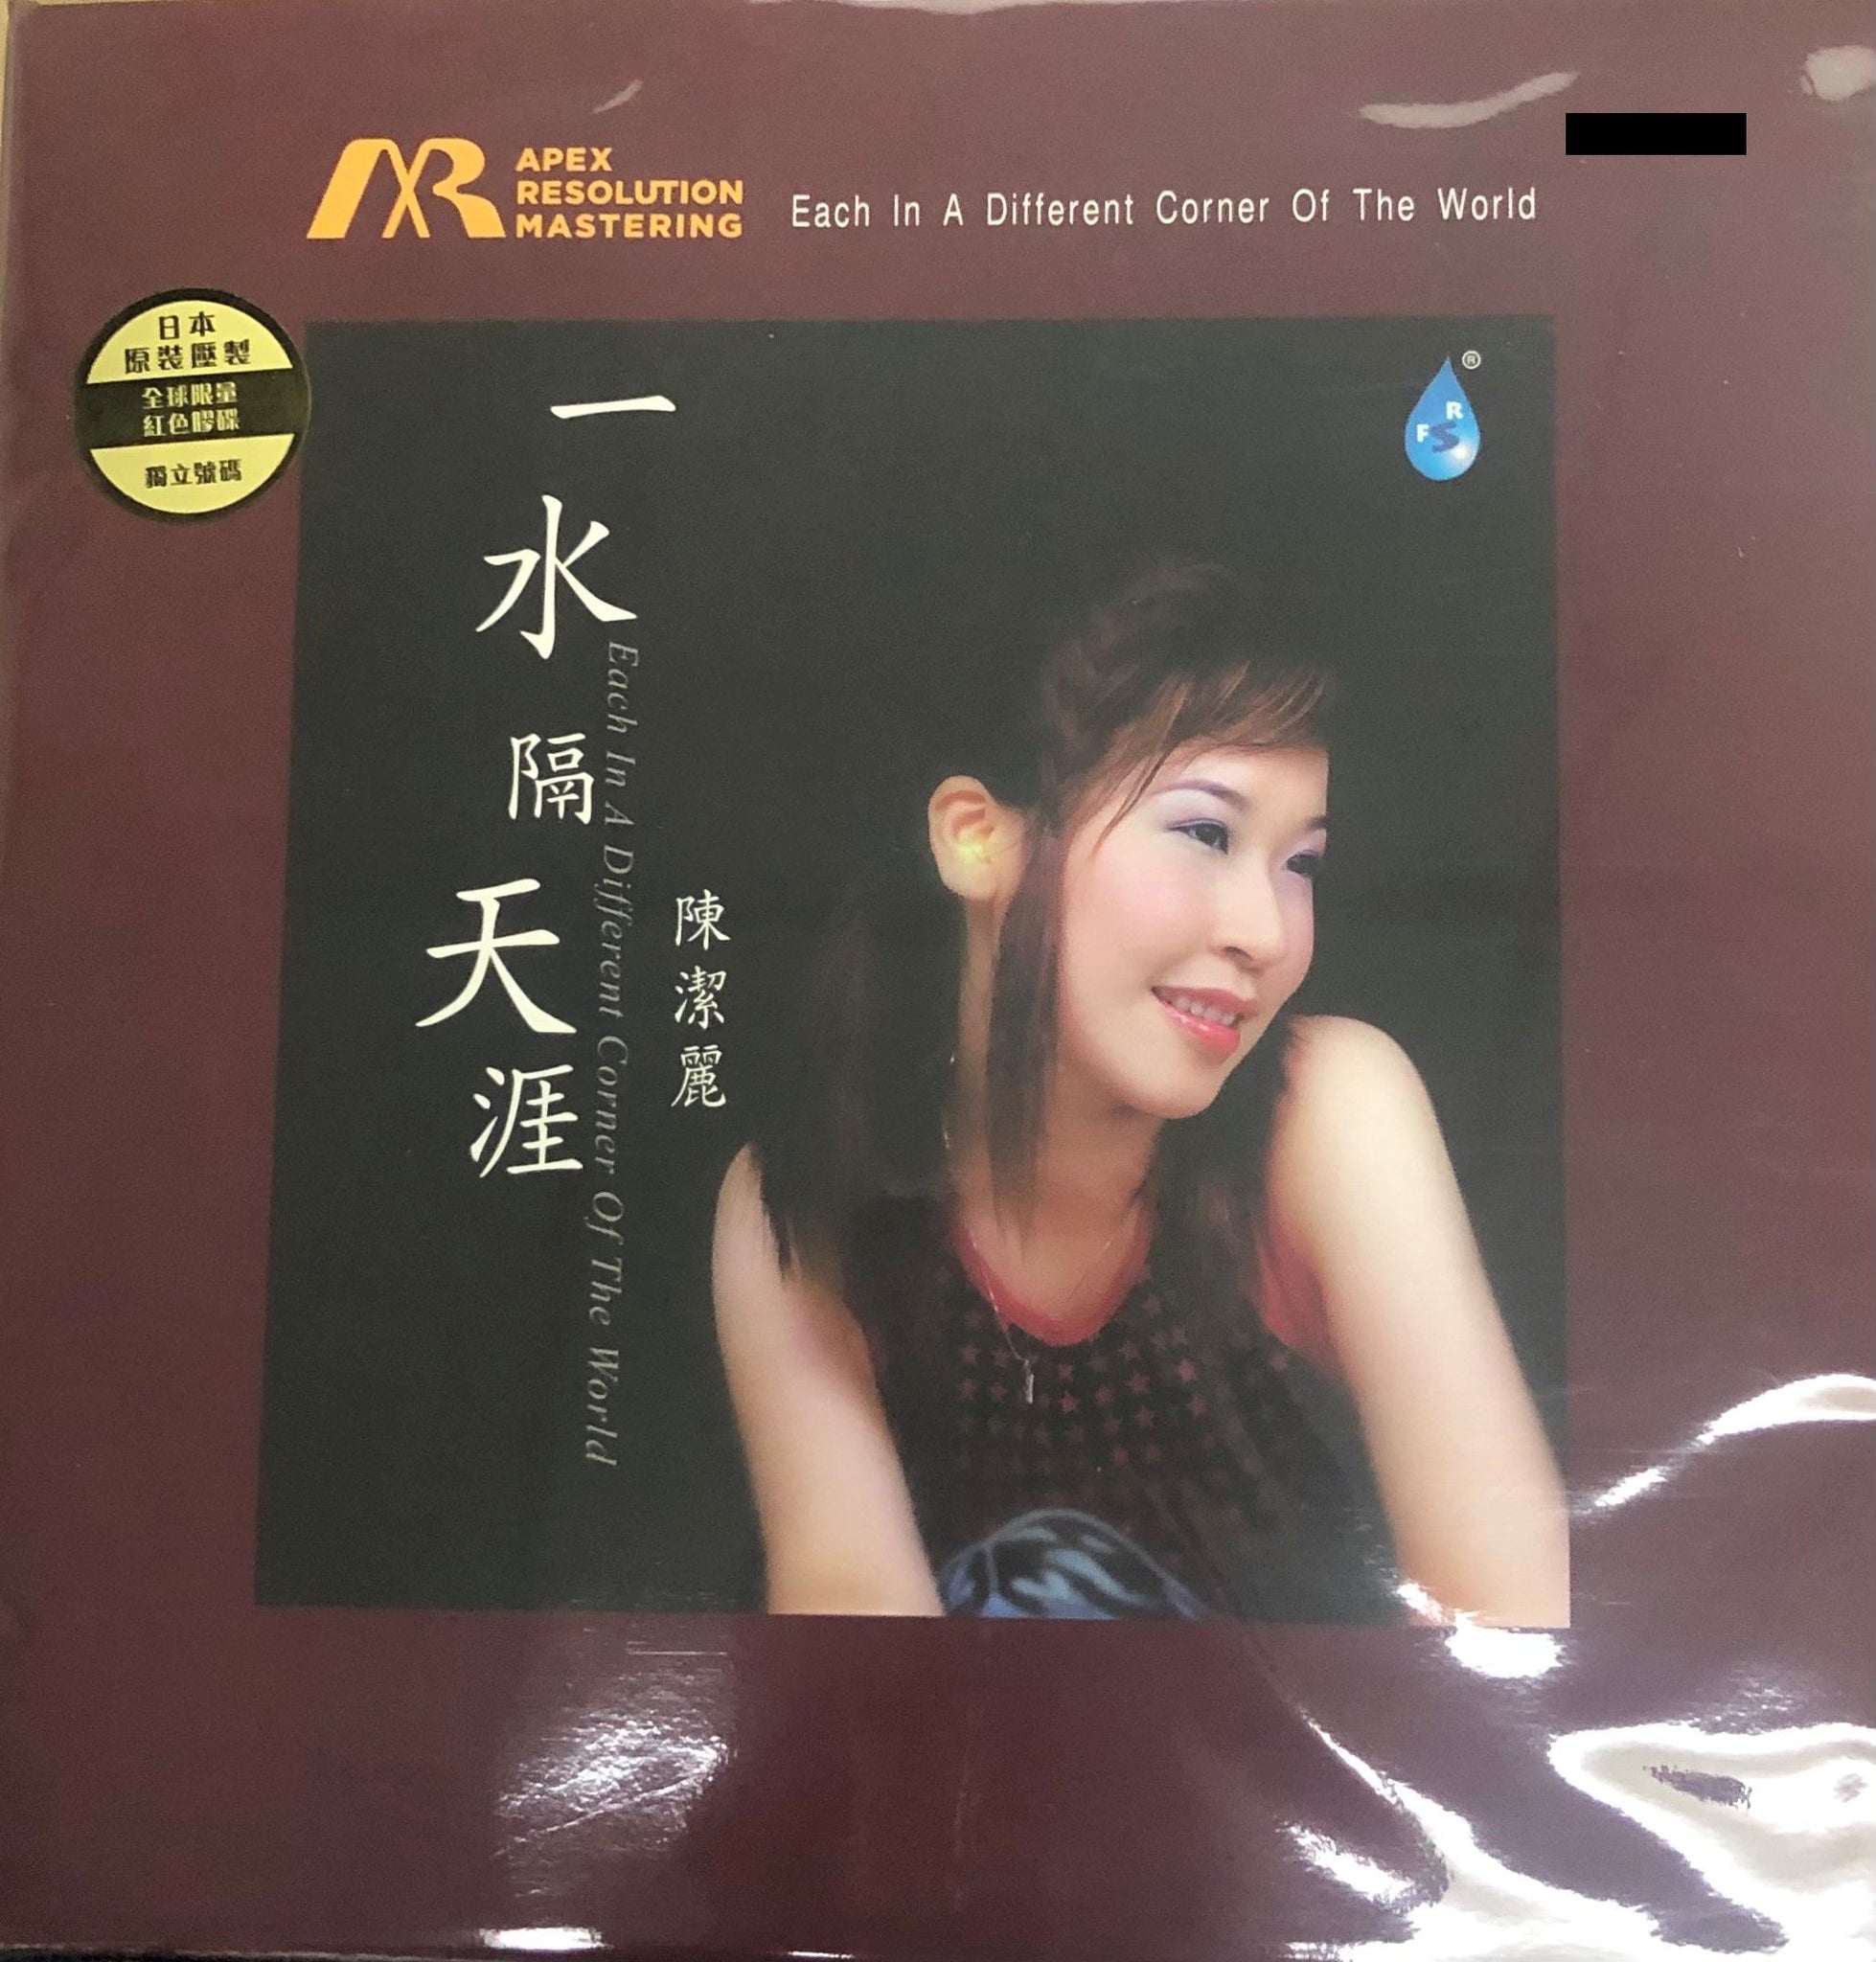 APEX
RESOLUTION
MASTERING
Each In A Different Corner Of The World
日本
原裝壓製
全球限量
紅色膠碟
獨立號碼
®
R
F S
一水隔天涯
Each In A Different Corner Of The World
陳潔麗